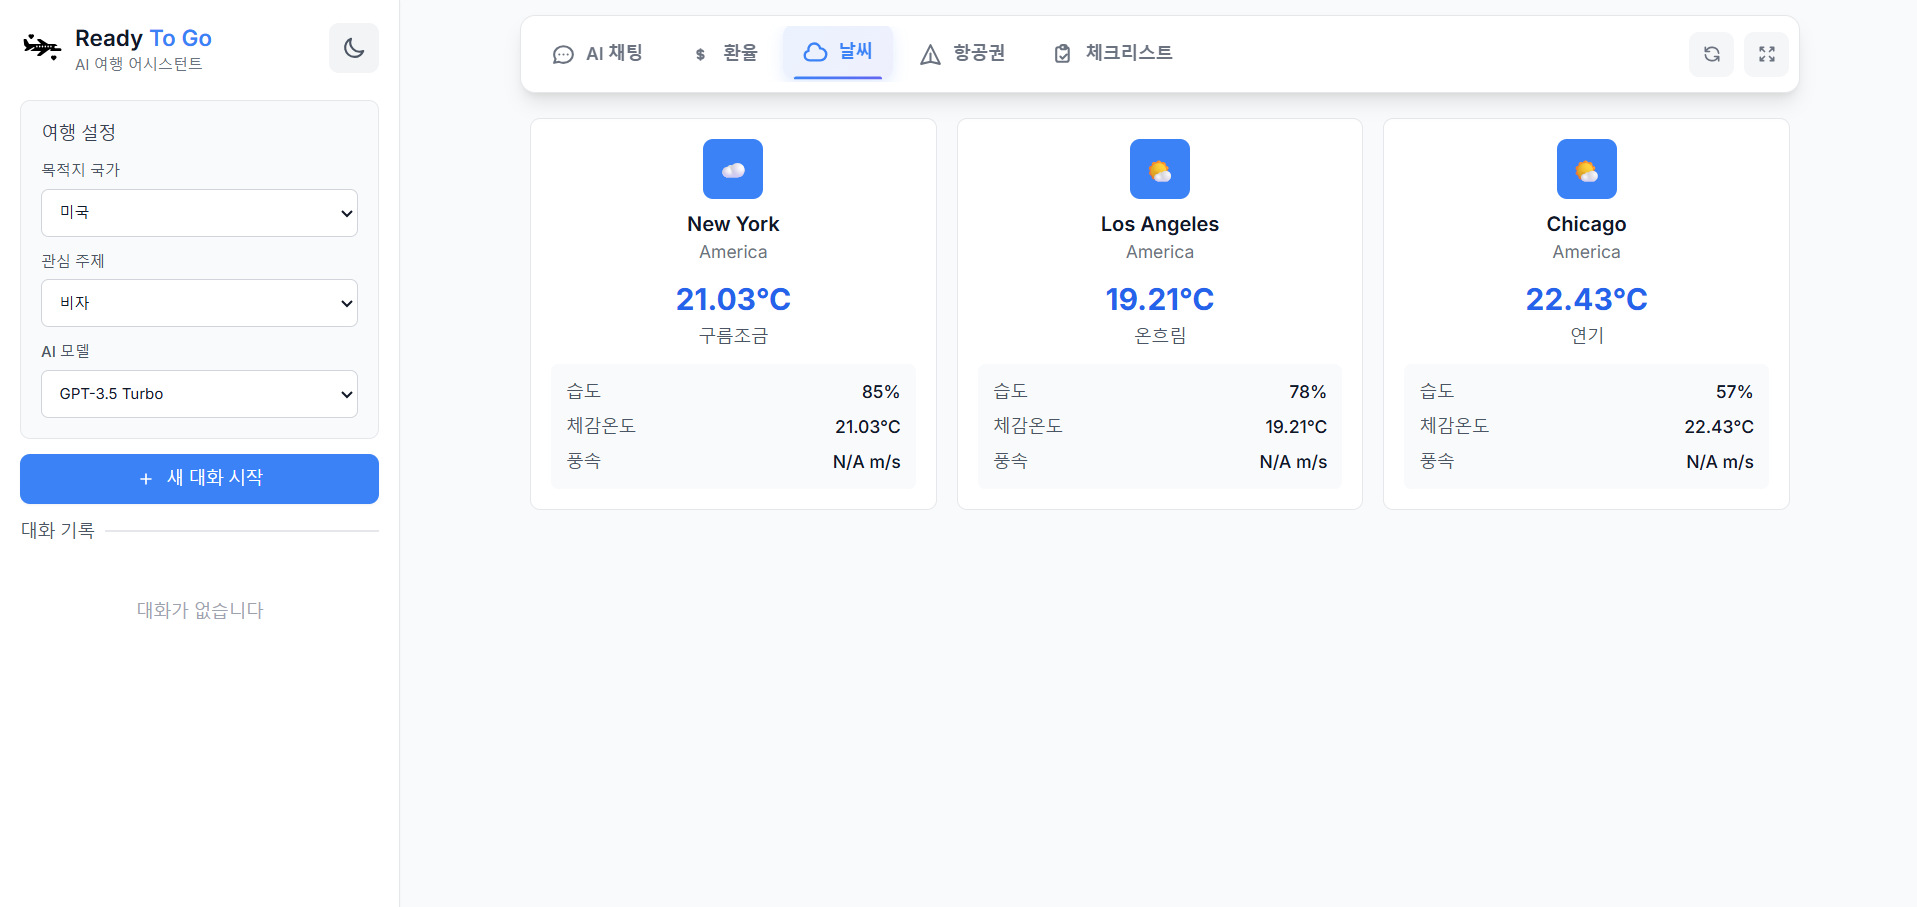 Ready To Go
AI 여행 어시스턴트
여행 설정
목적지 국가
미국
관심 주제
비자
AI 모델
GPT-3.5 Turbo
+ 새 대화 시작
대화 기록
대화가 없습니다
AI 채팅
$ 환율
날씨
항공권
체크리스트
New York
America
21.03°C
구름조금
습도 85%
체감온도 21.03°C
풍속 N/A m/s
Los Angeles
America
19.21°C
온흐림
습도 78%
체감온도 19.21°C
풍속 N/A m/s
Chicago
America
22.43°C
연기
습도 57%
체감온도 22.43°C
풍속 N/A m/s